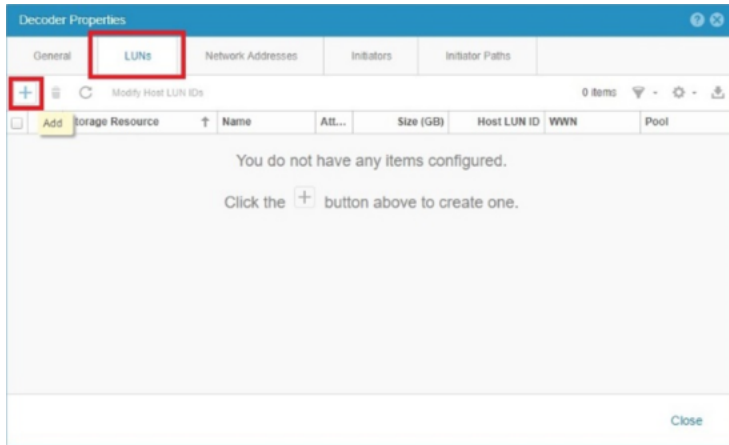 Decoder Properties
General LUNs Network Addresses Initiators Initiator Paths
Modify Host LUN IDs 0 items
Add torage Resource Name Att... Size (GB) Host LUN ID WWN Pool
You do not have any items configured.
Click the + button above to create one.
Close